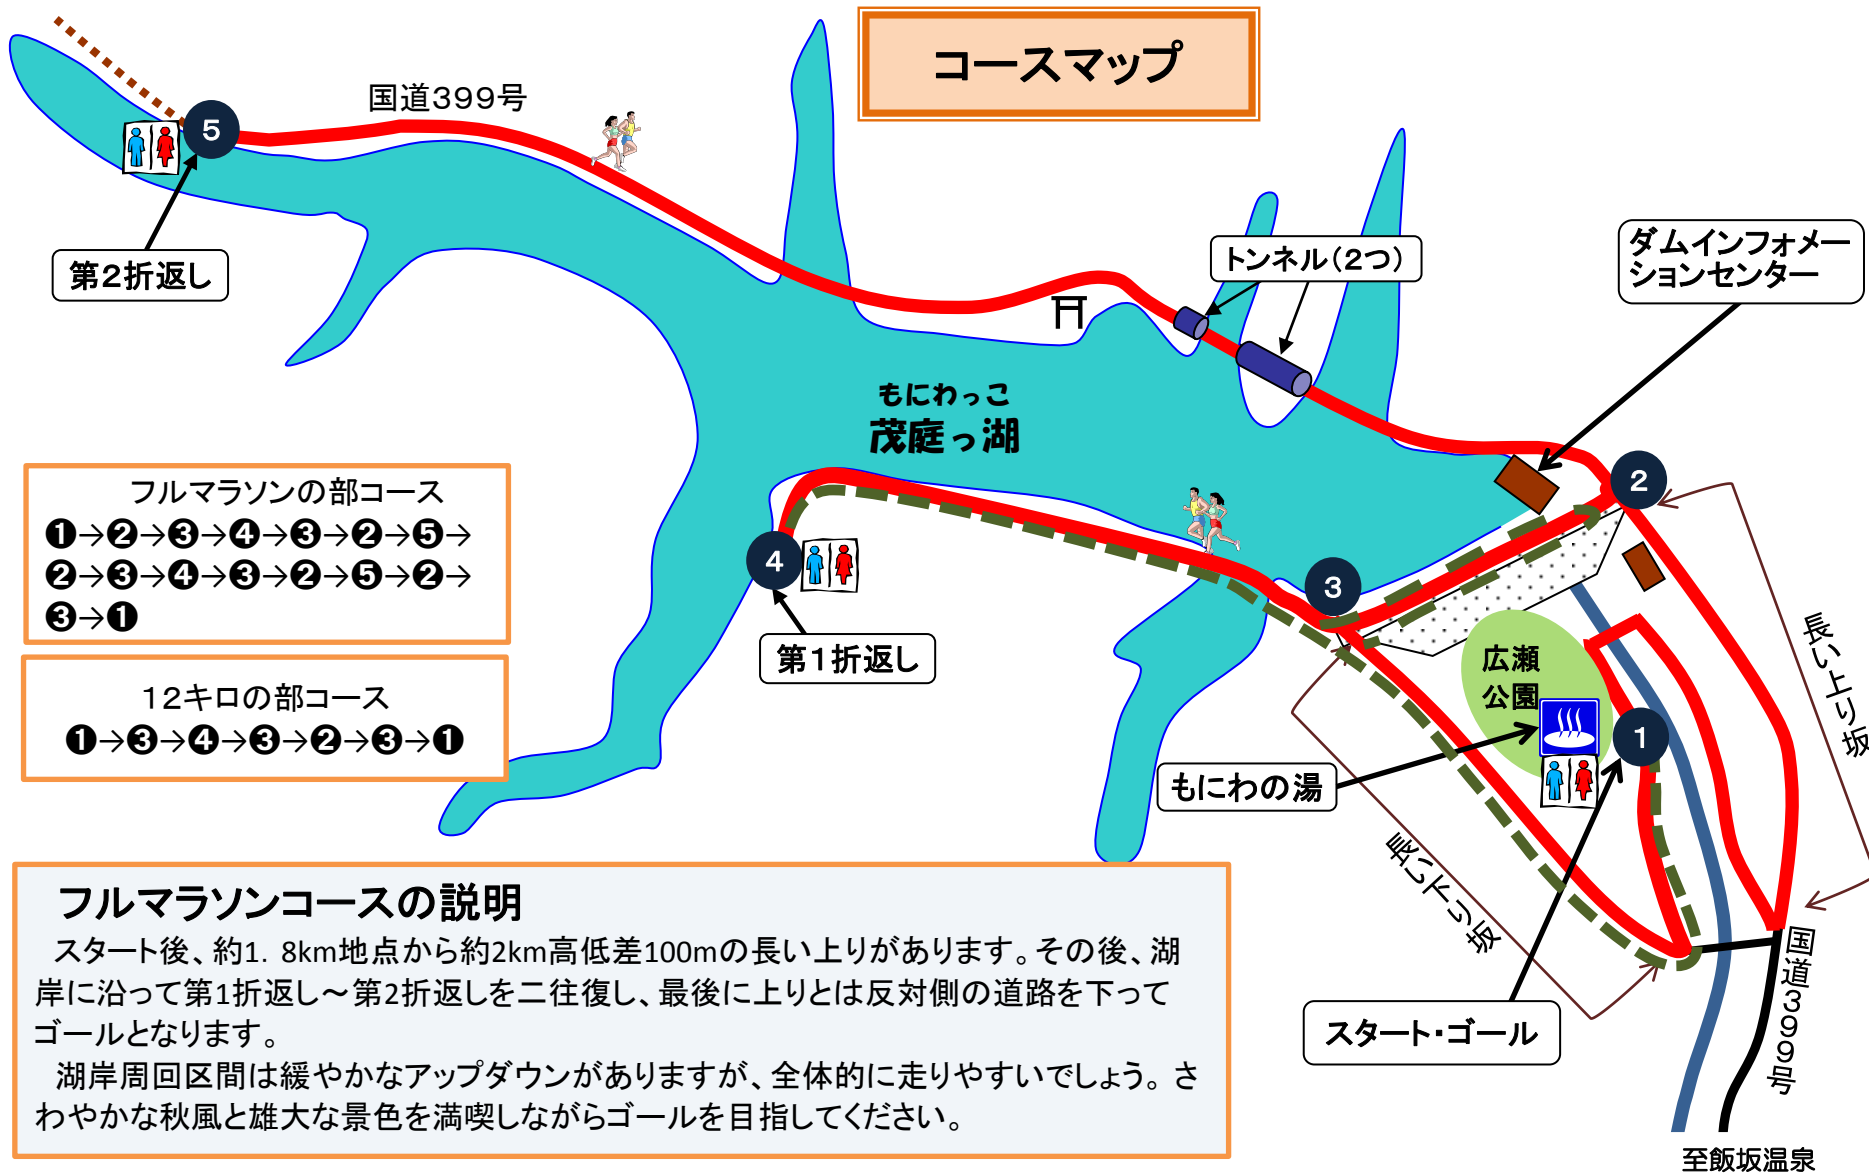 コースマップ
国道399号
5
第2折返し
トンネル(2つ)
ダムインフォメー
ションセンター
もにわっこ
茂庭っ湖
2
3
4
第1折返し
フルマラソンの部コース
❶→❷→❸→❹→❸→❷→❺→
❷→❸→❹→❸→❷→❺→❷→
❸→❶
12キロの部コース
❶→❸→❹→❸→❷→❸→❶
広瀬
公園
1
もにわの湯
長い上り坂
長い下り坂
スタート・ゴール
国道399号
至飯坂温泉
フルマラソンコースの説明
スタート後、約1.8km地点から約2km高低差100mの長い上りがあります。その後、湖
岸に沿って第1折返し～第2折返しを二往復し、最後に上りとは反対側の道路を下って
ゴールとなります。
湖岸周回区間は緩やかなアップダウンがありますが、全体的に走りやすいでしょう。さ
わやかな秋風と雄大な景色を満喫しながらゴールを目指してください。